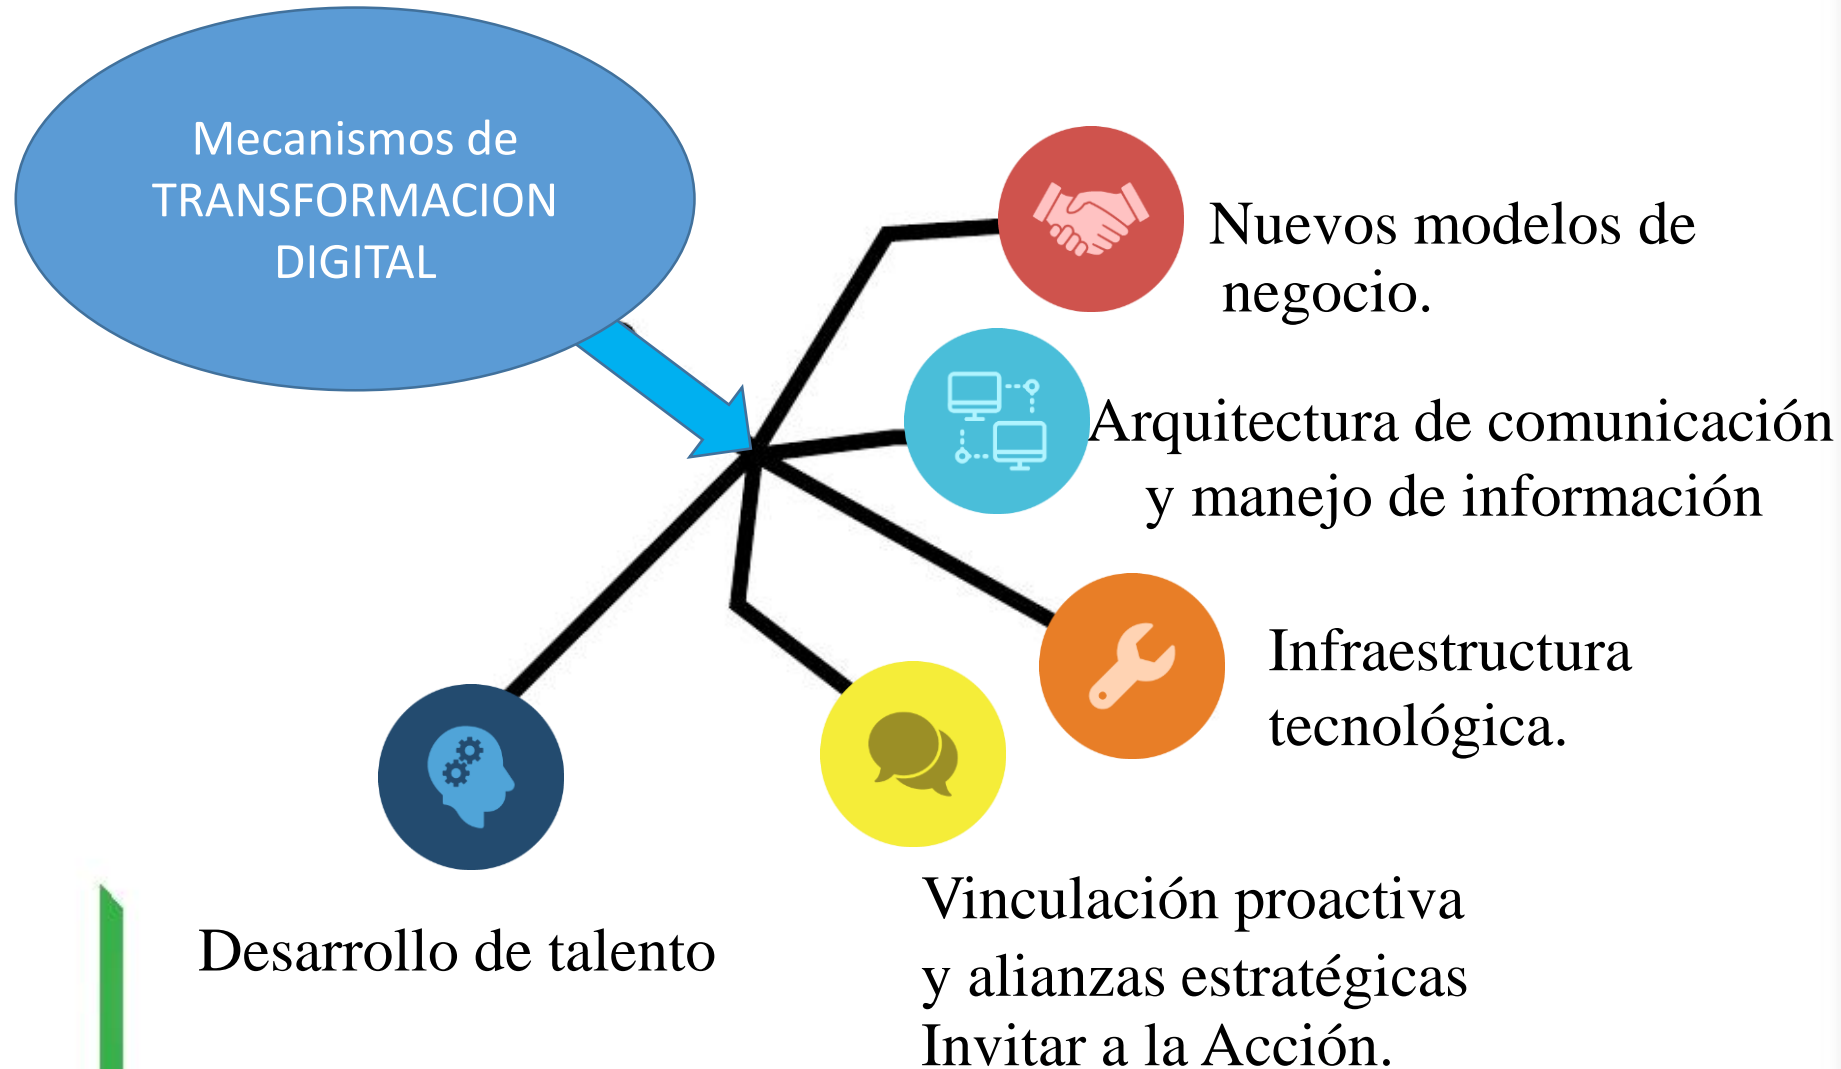 Mecanismos de
TRANSFORMACION
DIGITAL
Nuevos modelos de
negocio.
Arquitectura de comunicación
y manejo de información
Infraestructura
tecnológica.
Vinculación proactiva
y alianzas estratégicas
Invitar a la Acción.
Desarrollo de talento